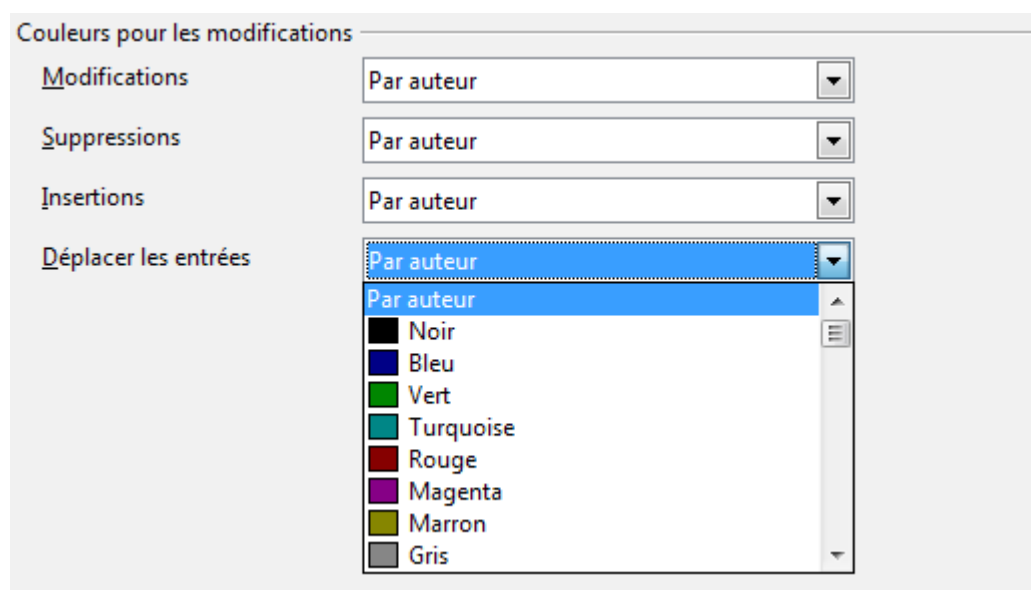 Couleurs pour les modifications
Modifications Par auteur
Suppressions Par auteur
Insertions Par auteur
Déplacer les entrées Par auteur
Par auteur
Noir
Bleu
Vert
Turquoise
Rouge
Magenta
Marron
Gris